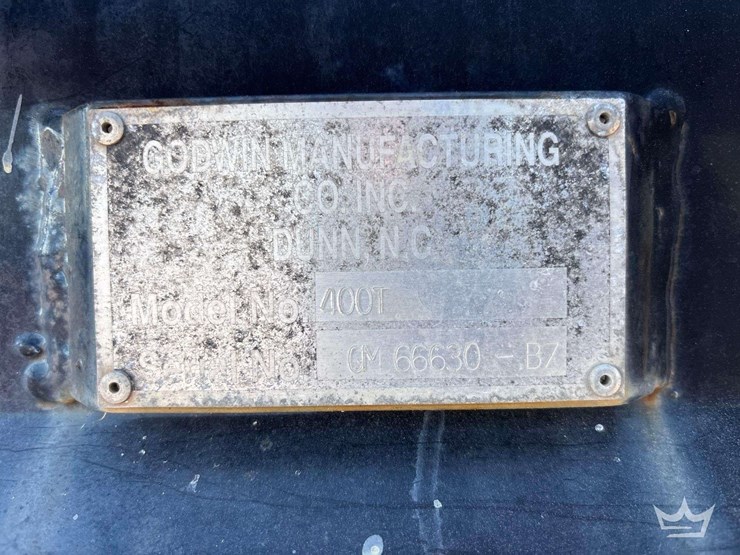 GODWIN MANUFACTURING
CO. INC.
DUNN, N.C.
Model No. 400T
Serial No. GM 66630 - B7